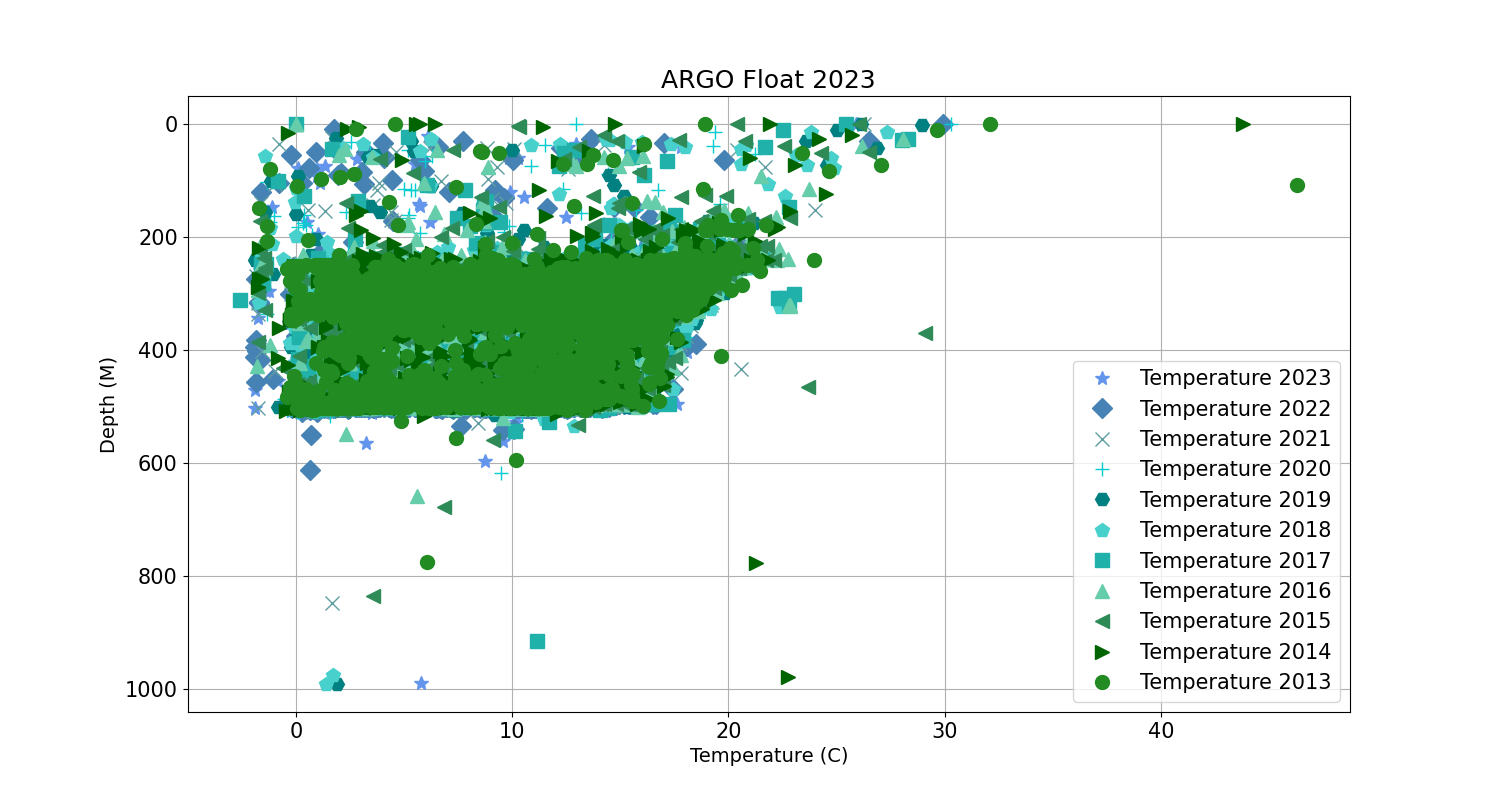 ARGO Float 2023
0
200
400
600
800
1000
Depth (M)
0
10
20
30
40
Temperature (C)
Temperature 2023
Temperature 2022
Temperature 2021
Temperature 2020
Temperature 2019
Temperature 2018
Temperature 2017
Temperature 2016
Temperature 2015
Temperature 2014
Temperature 2013